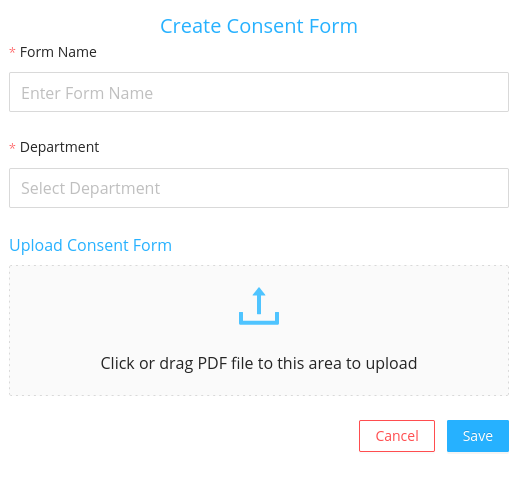 Create Consent Form
* Form Name
Enter Form Name
* Department
Select Department
Upload Consent Form
Click or drag PDF file to this area to upload
Cancel Save